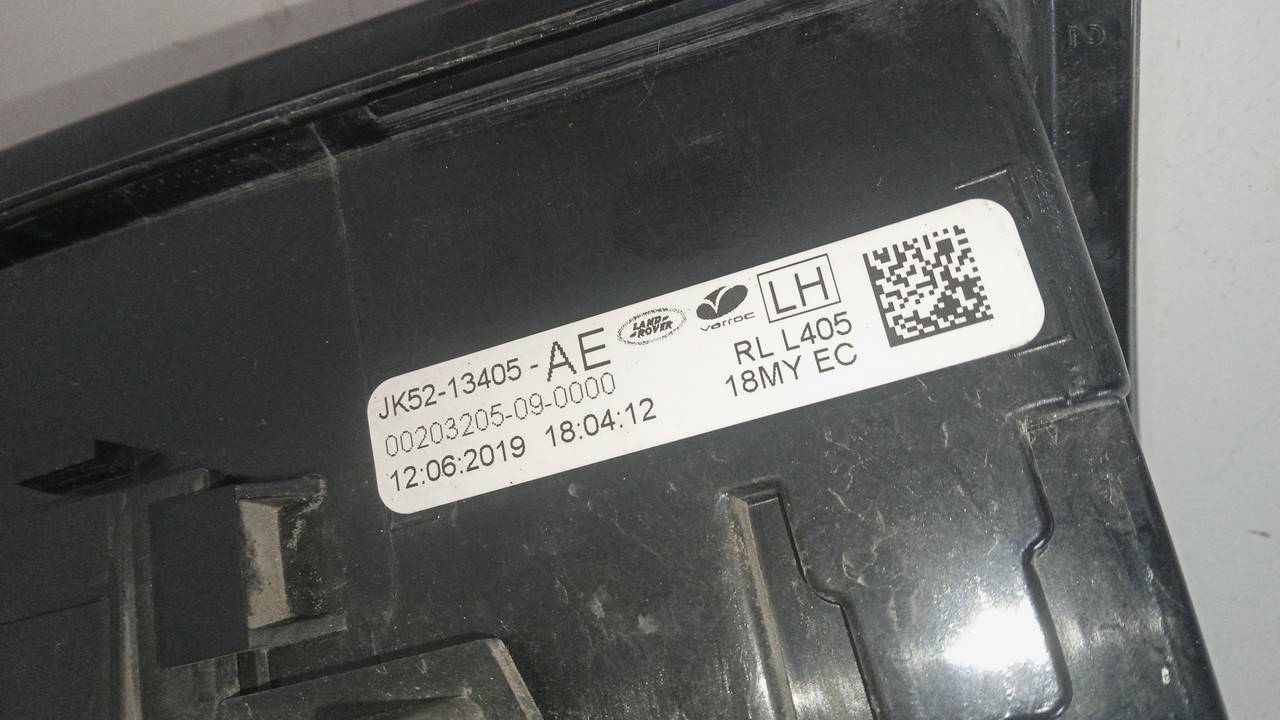 JK52-13405-AE
LAND-
ROVER
varroc
LH
00203205-09-0000
RL L405
12:06:2019 18:04:12
18MY EC
2